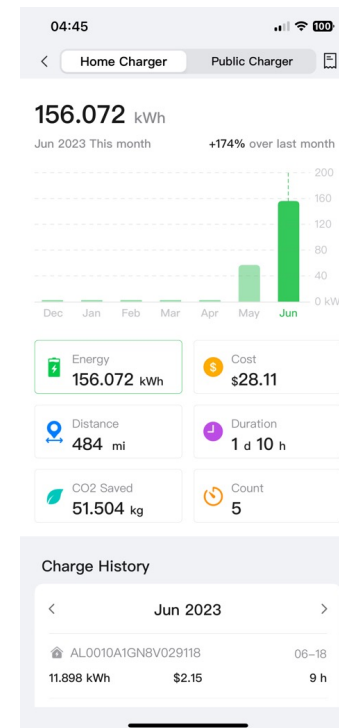 04:45
100
Home Charger Public Charger
156.072 kWh
Jun 2023 This month +174% over last month
200
160
120
80
40
0 kW
Dec Jan Feb Mar Apr May Jun
Energy
156.072 kWh
Cost
$28.11
Distance
484 mi
Duration
1 d 10 h
CO2 Saved
51.504 kg
Count
5
Charge History
Jun 2023
AL0010A1GN8V029118 06-18
11.898 kWh $2.15 9 h